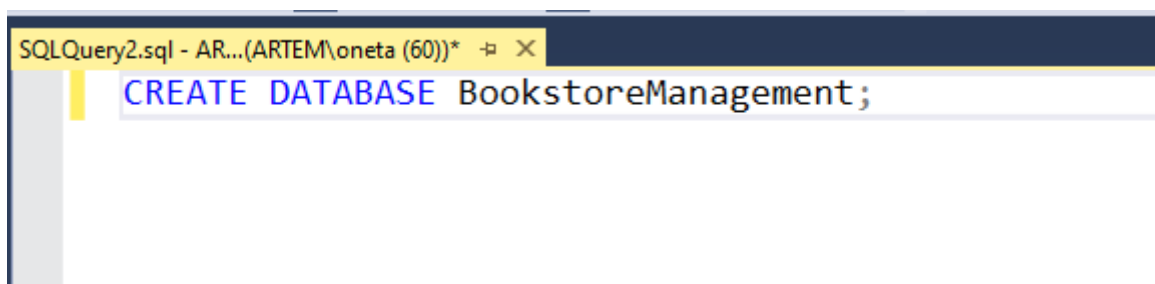 SQLQuery2.sql - AR...(ARTEM\oneta (60))*
CREATE DATABASE BookstoreManagement;